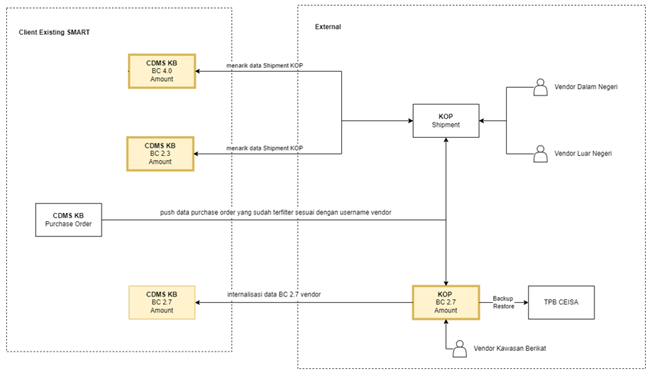 Client Existing SMART
External
CDMS KB
BC 4.0
Amount
menarik data Shipment KOP
KOP
Shipment
Vendor Dalam Negeri
CDMS KB
BC 2.3
Amount
menarik data Shipment KOP
Vendor Luar Negeri
CDMS KB
Purchase Order
push data purchase order yang sudah terfilter sesuai dengan username vendor
CDMS KB
BC 2.7
Amount
internalisasi data BC 2.7 vendor
KOP
BC 2.7
Amount
Backup
Restore
TPB CEISA
Vendor Kawasan Berikat